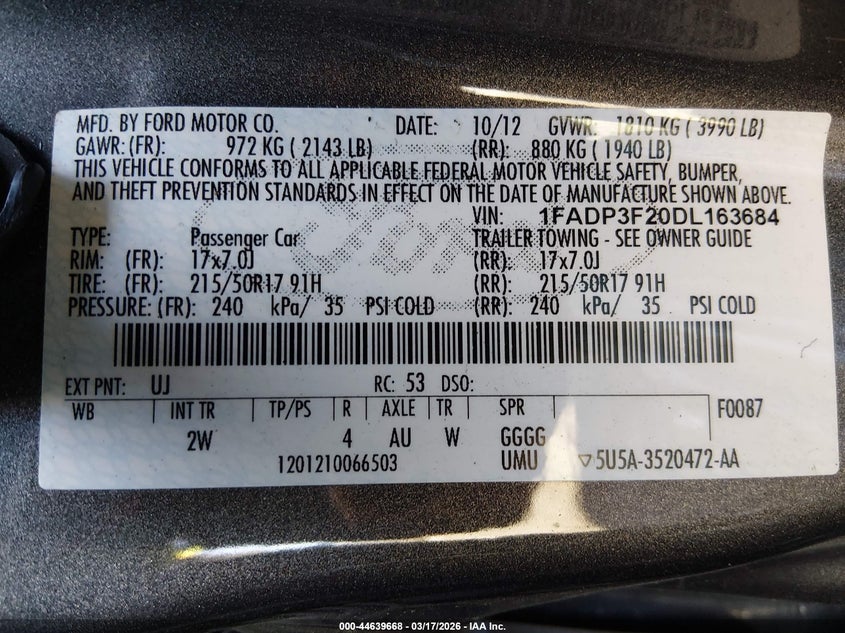 MFD. BY FORD MOTOR CO. DATE: 10/12 GVWR: 1810 KG ( 3990 LB)
GAWR: (FR): 972 KG ( 2143 LB) (RR): 880 KG ( 1940 LB)
THIS VEHICLE CONFORMS TO ALL APPLICABLE FEDERAL MOTOR VEHICLE SAFETY, BUMPER,
AND THEFT PREVENTION STANDARDS IN EFFECT ON THE DATE OF MANUFACTURE SHOWN ABOVE.
VIN: 1FADP3F20DL163684
TYPE: Passenger Car TRAILER TOWING - SEE OWNER GUIDE
RIM: (FR): 17x7.0J (RR): 17x7.0J
TIRE: (FR): 215/50R17 91H (RR): 215/50R17 91H
PRESSURE: (FR): 240 kPa/ 35 PSI COLD (RR): 240 kPa/ 35 PSI COLD
EXT PNT: UJ RC: 53 DSO:
WB INT TR TP/PS R AXLE TR SPR F0087
2W 4 AU W GGGG
1201210066503 UMU ▽5U5A-3520472-AA
Ford
000-44639668 - 03/17/2026 - IAA Inc.